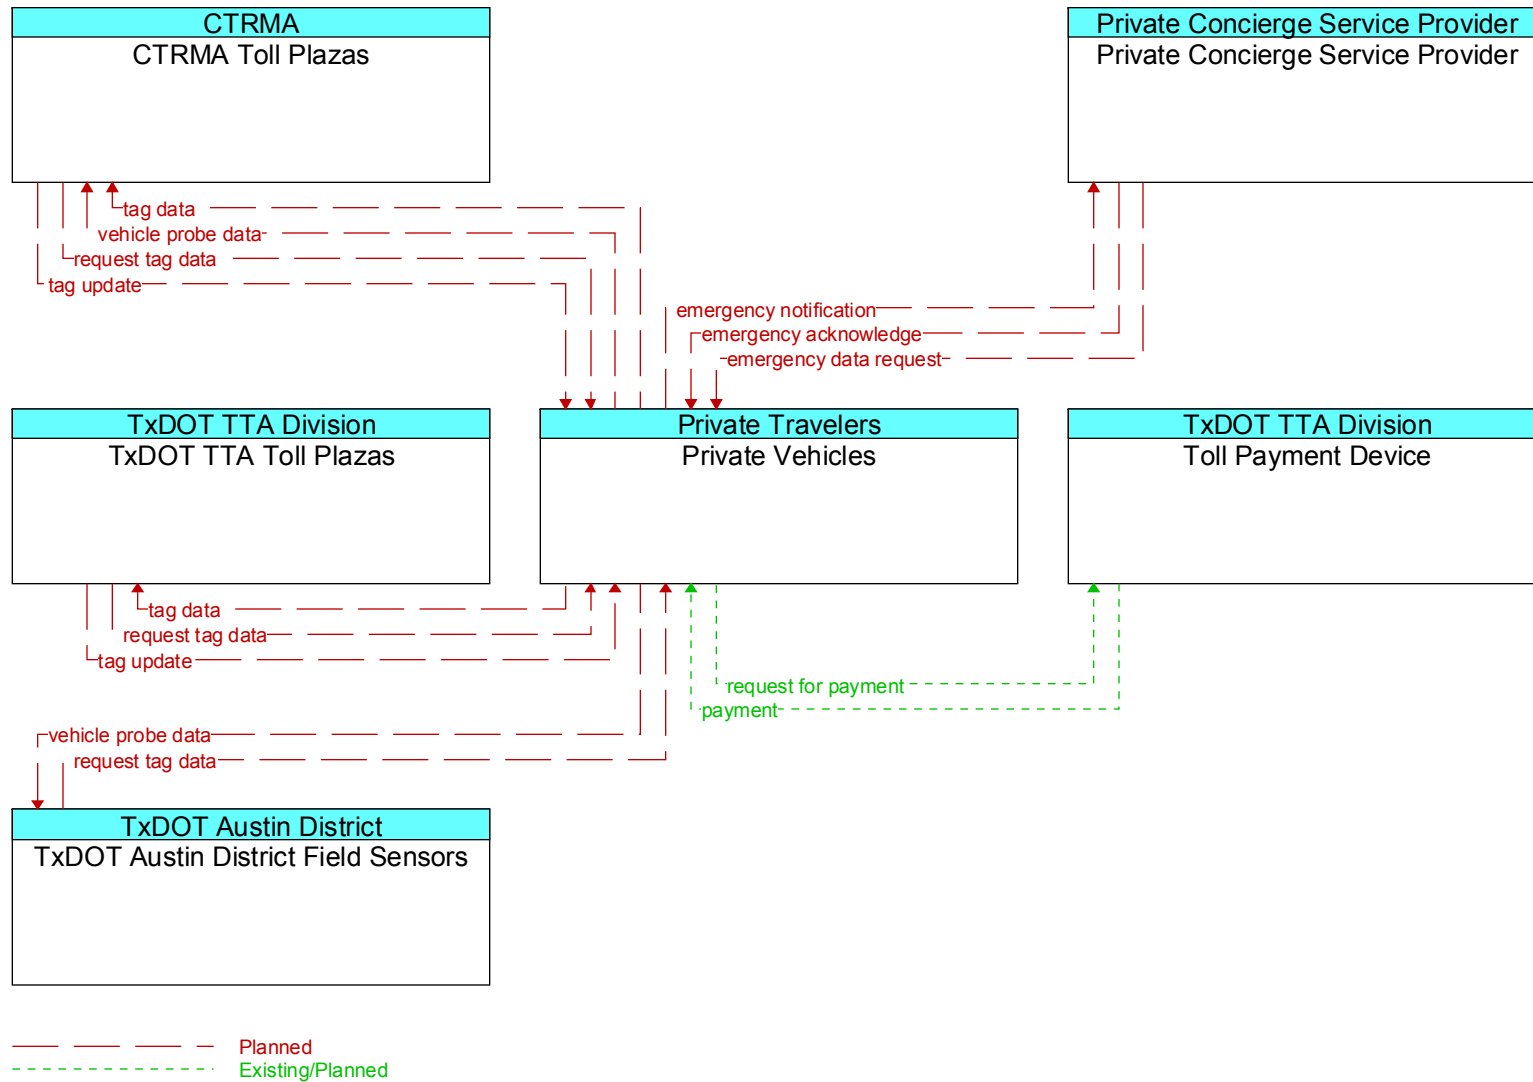 CTRMA
CTRMA Toll Plazas
Private Concierge Service Provider
Private Concierge Service Provider
tag data
vehicle probe data
request tag data
tag update
emergency notification
emergency acknowledge
emergency data request
TxDOT TTA Division
TxDOT TTA Toll Plazas
Private Travelers
Private Vehicles
TxDOT TTA Division
Toll Payment Device
tag data
request tag data
tag update
request for payment
payment
vehicle probe data
request tag data
TxDOT Austin District
TxDOT Austin District Field Sensors
Planned
Existing/Planned